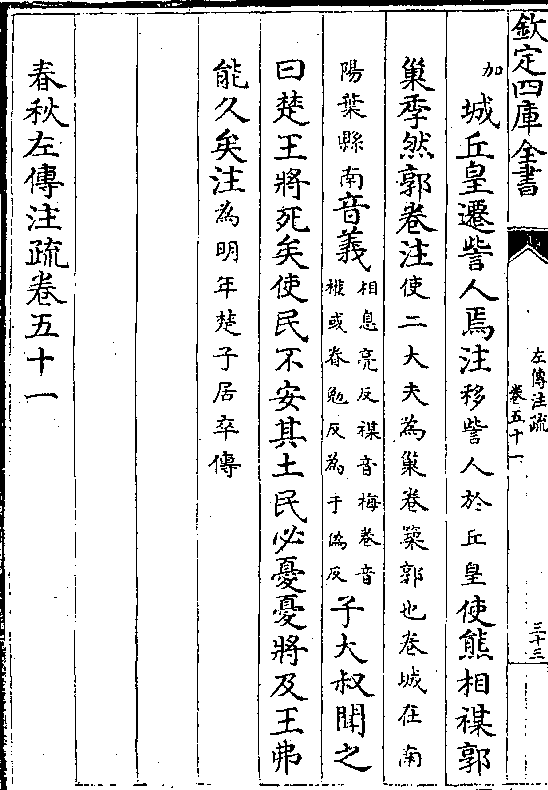 欽定四庫全書
左傳注疏
卷五十一
三十三
加城丘皇遷訾人焉注移訾人於丘皇使熊相禖郭
巢季然郭卷注使二大夫為巢卷築郭也卷城在南
陽葉縣南音義相息亮反禖音梅卷音權或眷勉反為于偽反子大叔聞之
曰楚王將死矣使民不安其土民必憂憂將及王弗
能久矣注為明年楚子居卒傳
春秋左傳注疏卷五十一